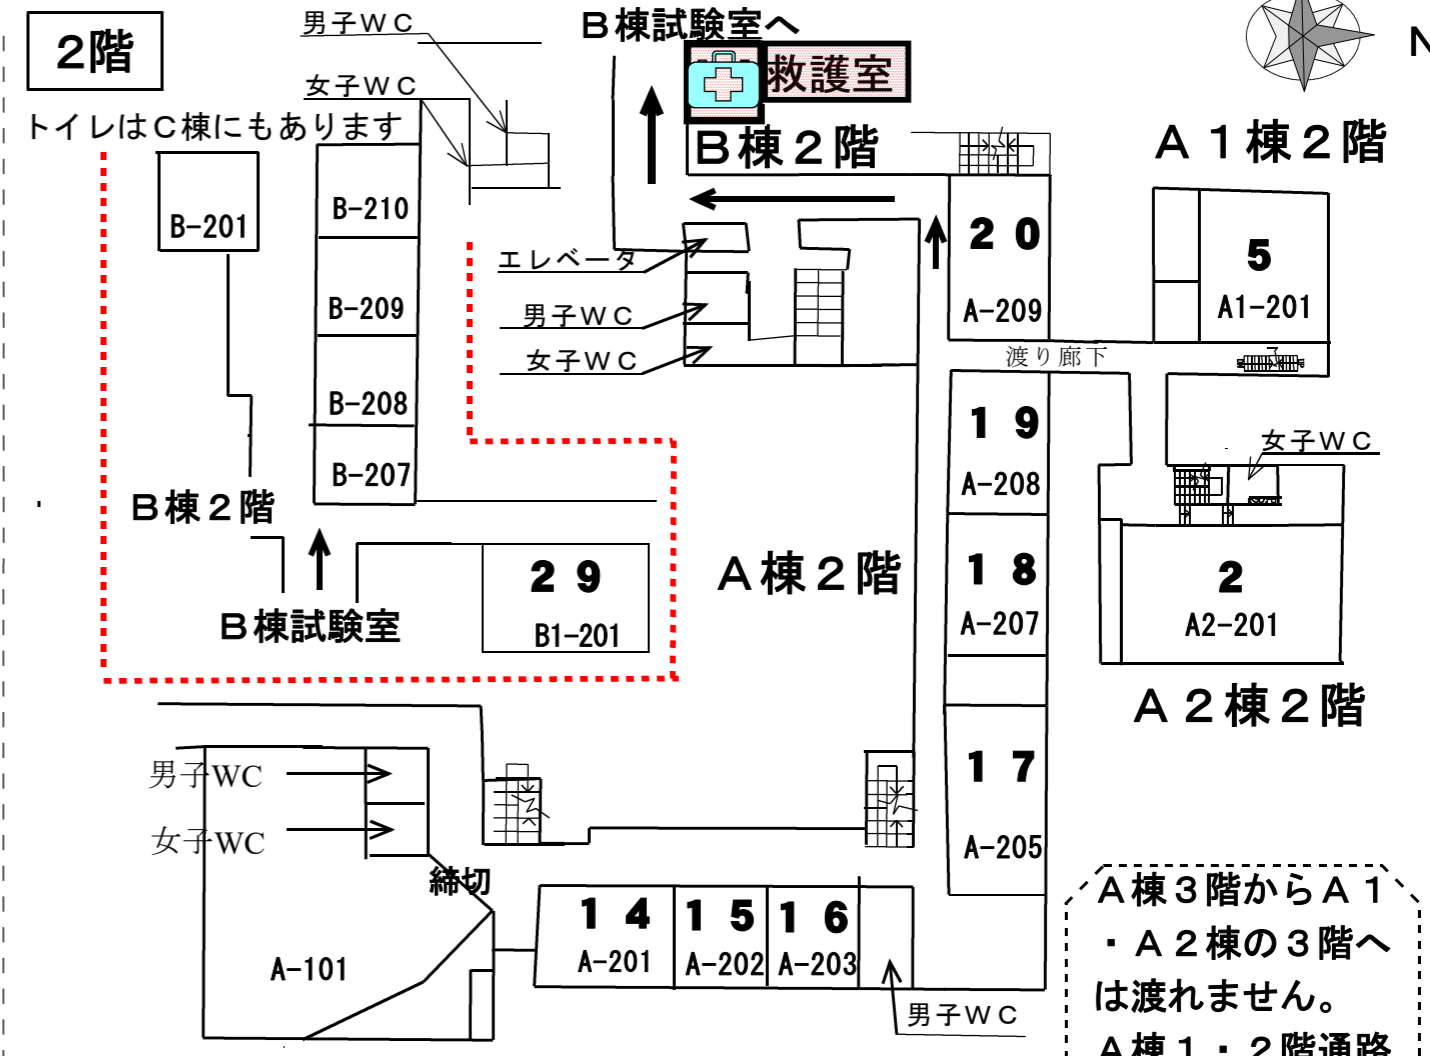 ２階
男子ＷＣ
Ｂ棟試験室へ
救護室
女子ＷＣ
トイレはＣ棟にもあります
Ｂ棟２階
Ａ１棟２階
B-201
B-210
２０
５
エレベータ
B-209
A-209
A1-201
男子ＷＣ
女子ＷＣ
渡り廊下
B-208
１９
女子ＷＣ
B-207
A-208
Ｂ棟２階
２９
Ａ棟２階
１８
２
Ｂ棟試験室
B1-201
A-207
A2-201
Ａ２棟２階
男子WC
１７
女子WC
A-205
締切
Ａ棟３階からＡ１
１４
１５
１６
・Ａ２棟の３階へ
A-101
A-201
A-202
A-203
は渡れません。
男子ＷＣ
Ａ棟１・２階通路